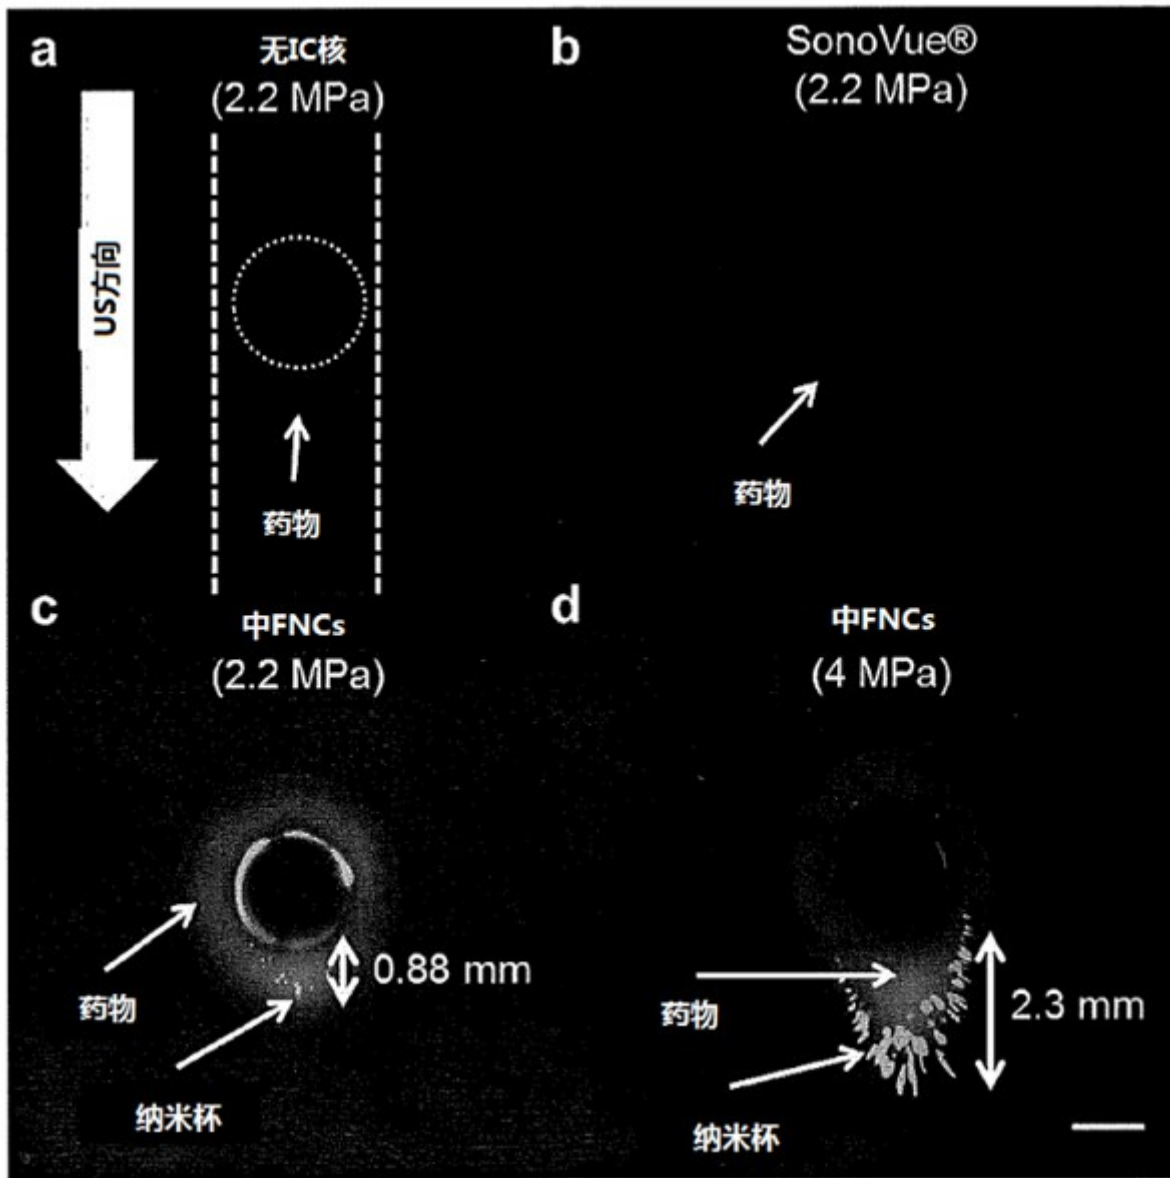 a
无IC核
(2.2 MPa)
US方向
药物
b
SonoVue®
(2.2 MPa)
药物
c
中FNCs
(2.2 MPa)
药物
0.88 mm
纳米杯
d
中FNCs
(4 MPa)
药物
2.3 mm
纳米杯